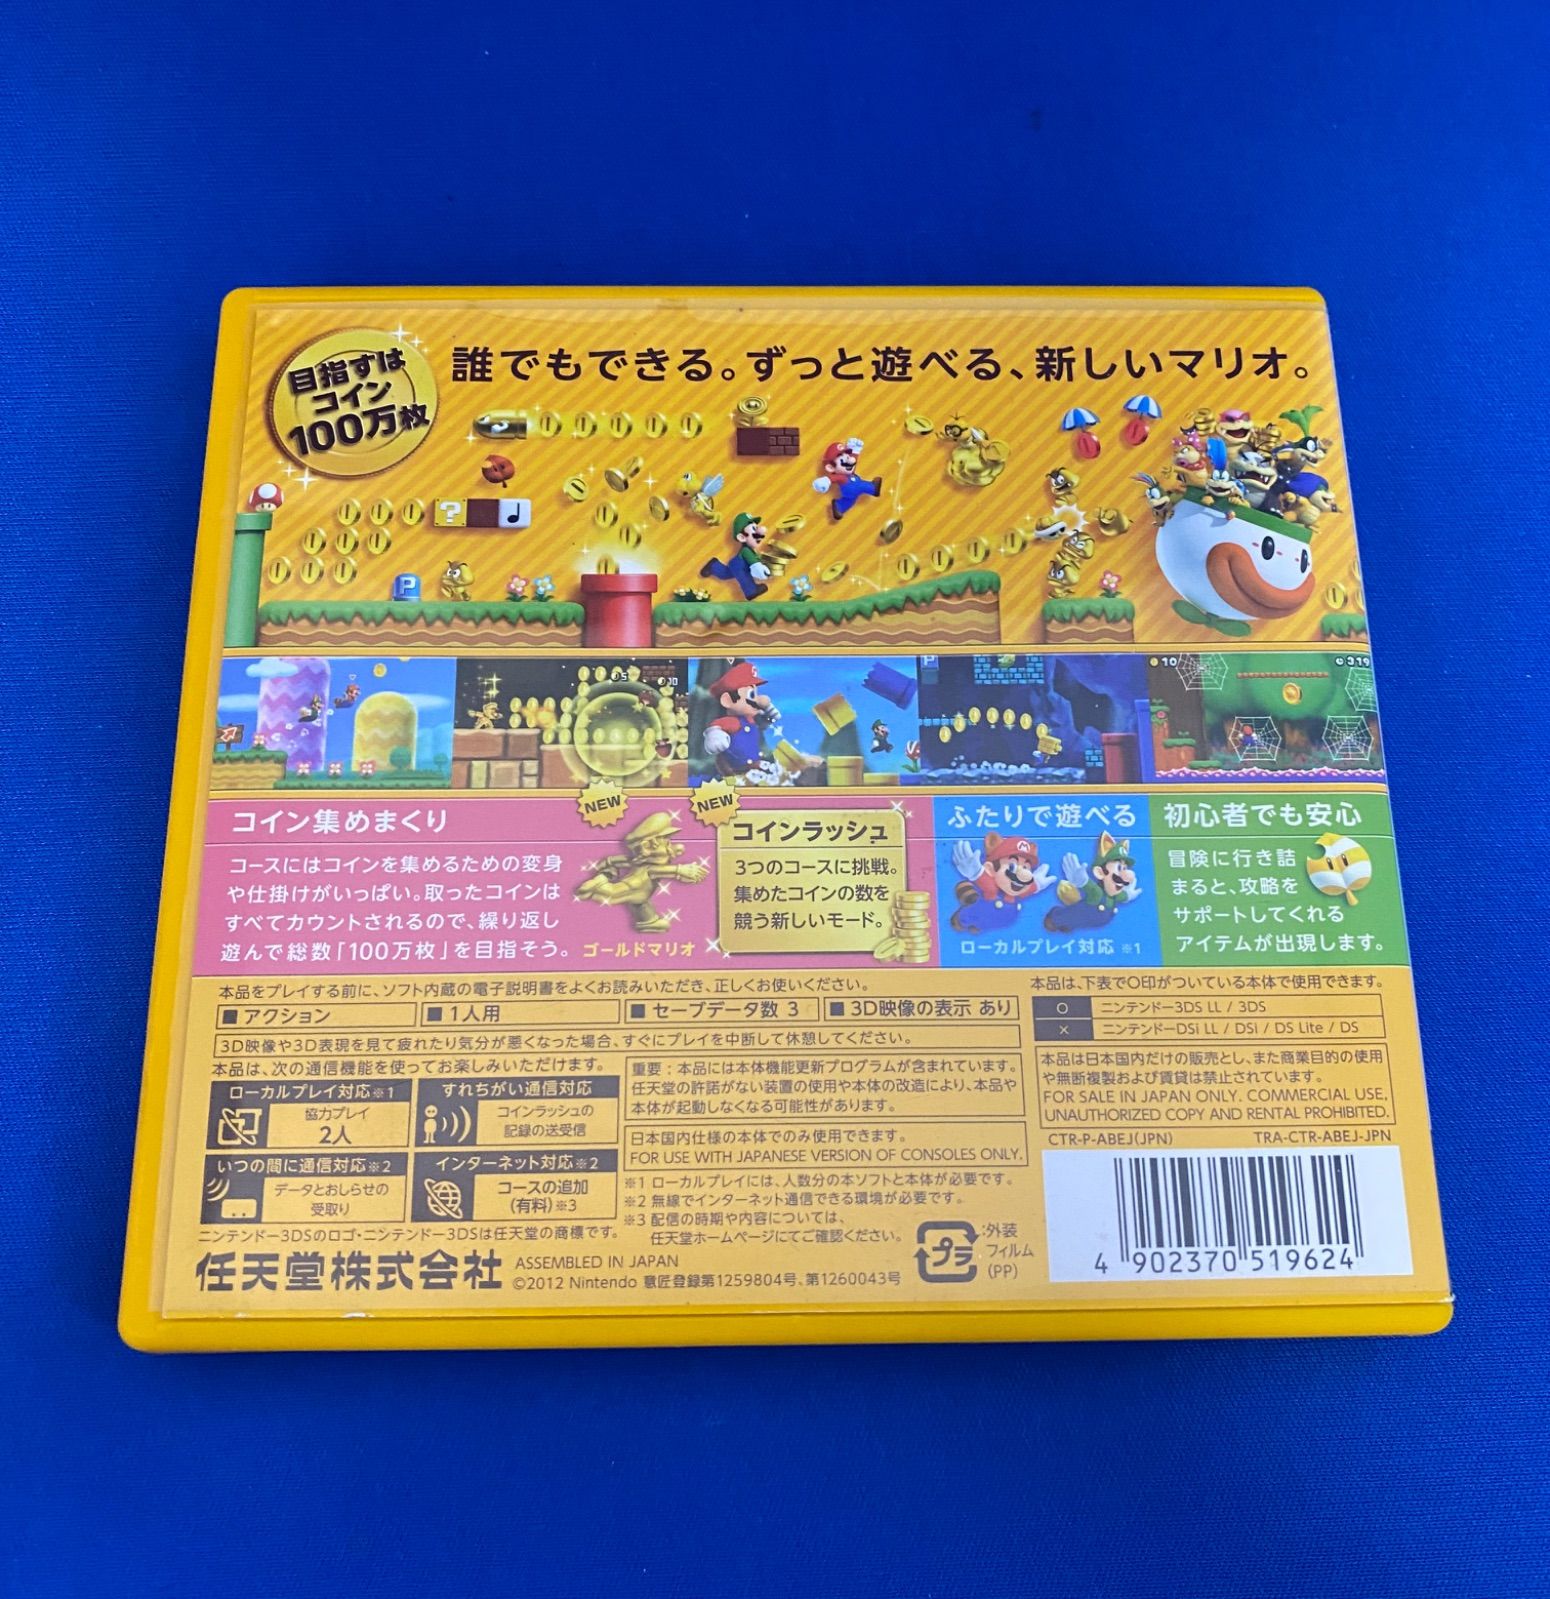 目指すは
コイン
100万枚
誰でもできる。ずっと遊べる、新しいマリオ。
コイン集めまくり
コースにはコインを集めるための変身
や仕掛けがいっぱい。取ったコインは
すべてカウントされるので、繰り返し
遊んで総数「100万枚」を目指そう。
NEW
ゴールドマリオ
NEW
コインラッシュ
3つのコースに挑戦。
集めたコインの数を
競う新しいモード。
ふたりで遊べる
ローカルプレイ対応 ※1
初心者でも安心
冒険に行き詰
まると、攻略を
サポートしてくれる
アイテムが出現します。
本品をプレイする前に、ソフト内蔵の電子説明書をよくお読みいただき、正しくお使いください。
■ アクション
■ 1人用
■ セーブデータ数 3
■ 3D映像の表示 あり
3D映像や3D表現を見て疲れたり気分が悪くなった場合、すぐにプレイを中断して休憩してください。
本品は、次の通信機能を使ってお楽しみいただけます。
ローカルプレイ対応※1
協力プレイ
2人
すれちがい通信対応
コインラッシュの
記録の送受信
いつの間に通信対応※2
データとおしらせの
受取り
インターネット対応※2
コースの追加
(有料)※3
ニンテンドー3DSのロゴ・ニンテンドー3DSは任天堂の商標です。
任天堂株式会社
ASSEMBLED IN JAPAN
©2012 Nintendo 意匠登録第1259804号、第1260043号
重要：本品には本体機能更新プログラムが含まれています。
任天堂の許諾がない装置の使用や本体の改造により、本品や
本体が起動しなくなる可能性があります。
日本国内仕様の本体でのみ使用できます。
FOR USE WITH JAPANESE VERSION OF CONSOLES ONLY.
※1 ローカルプレイには、人数分の本ソフトと本体が必要です。
※2 無線でインターネット通信できる環境が必要です。
※3 配信の時期や内容については、
任天堂ホームページにてご確認ください。
プラ
:外装
フィルム
(PP)
本品は、下表で○印がついている本体で使用できます。
○ ニンテンドー3DS LL / 3DS
× ニンテンドーDSi LL / DSi / DS Lite / DS
本品は日本国内だけの販売とし、また商業目的の使用
や無断複製および賃貸は禁止されています。
FOR SALE IN JAPAN ONLY. COMMERCIAL USE,
UNAUTHORIZED COPY AND RENTAL PROHIBITED.
CTR-P-ABEJ(JPN)
TRA-CTR-ABEJ-JPN
4 902370 519624